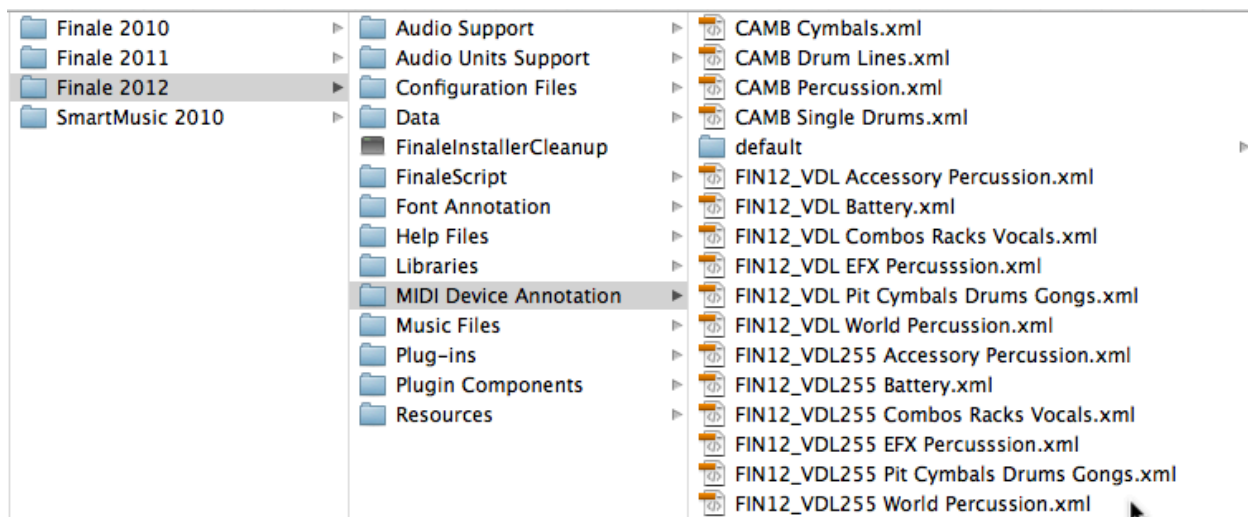 Finale 2010
Finale 2011
Finale 2012
SmartMusic 2010
Audio Support
Audio Units Support
Configuration Files
Data
FinaleInstallerCleanup
FinaleScript
Font Annotation
Help Files
Libraries
MIDI Device Annotation
Music Files
Plug-ins
Plugin Components
Resources
CAMB Cymbals.xml
CAMB Drum Lines.xml
CAMB Percussion.xml
CAMB Single Drums.xml
default
FIN12_VDL Accessory Percussion.xml
FIN12_VDL Battery.xml
FIN12_VDL Combos Racks Vocals.xml
FIN12_VDL EFX Percusssion.xml
FIN12_VDL Pit Cymbals Drums Gongs.xml
FIN12_VDL World Percussion.xml
FIN12_VDL255 Accessory Percussion.xml
FIN12_VDL255 Battery.xml
FIN12_VDL255 Combos Racks Vocals.xml
FIN12_VDL255 EFX Percusssion.xml
FIN12_VDL255 Pit Cymbals Drums Gongs.xml
FIN12_VDL255 World Percussion.xml